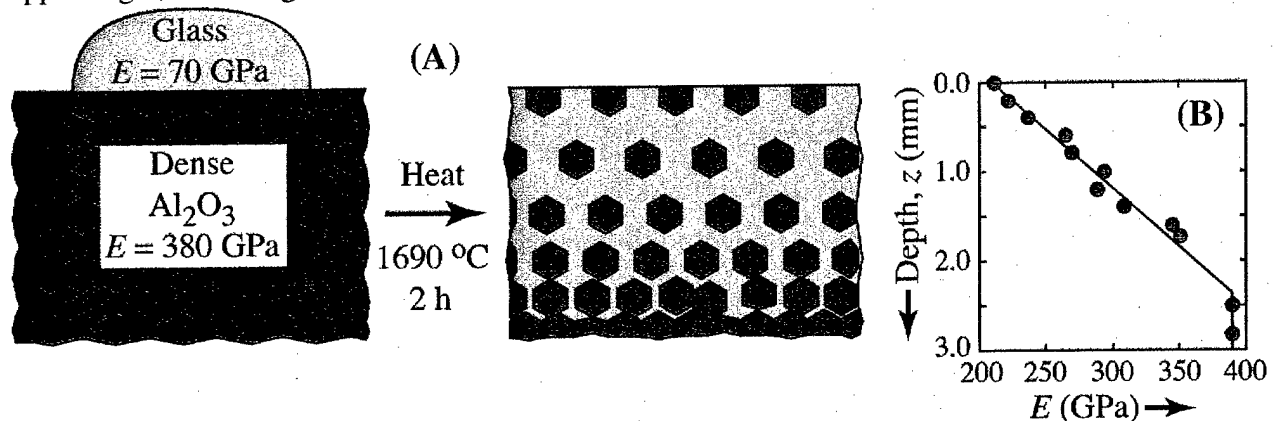 Glass
E = 70 GPa
(A)
Dense
Al2O3
E = 380 GPa
Heat
1690 °C
2 h
(B)
Depth, z (mm)
0.0
1.0
2.0
3.0
200 250 300 350 400
E (GPa)